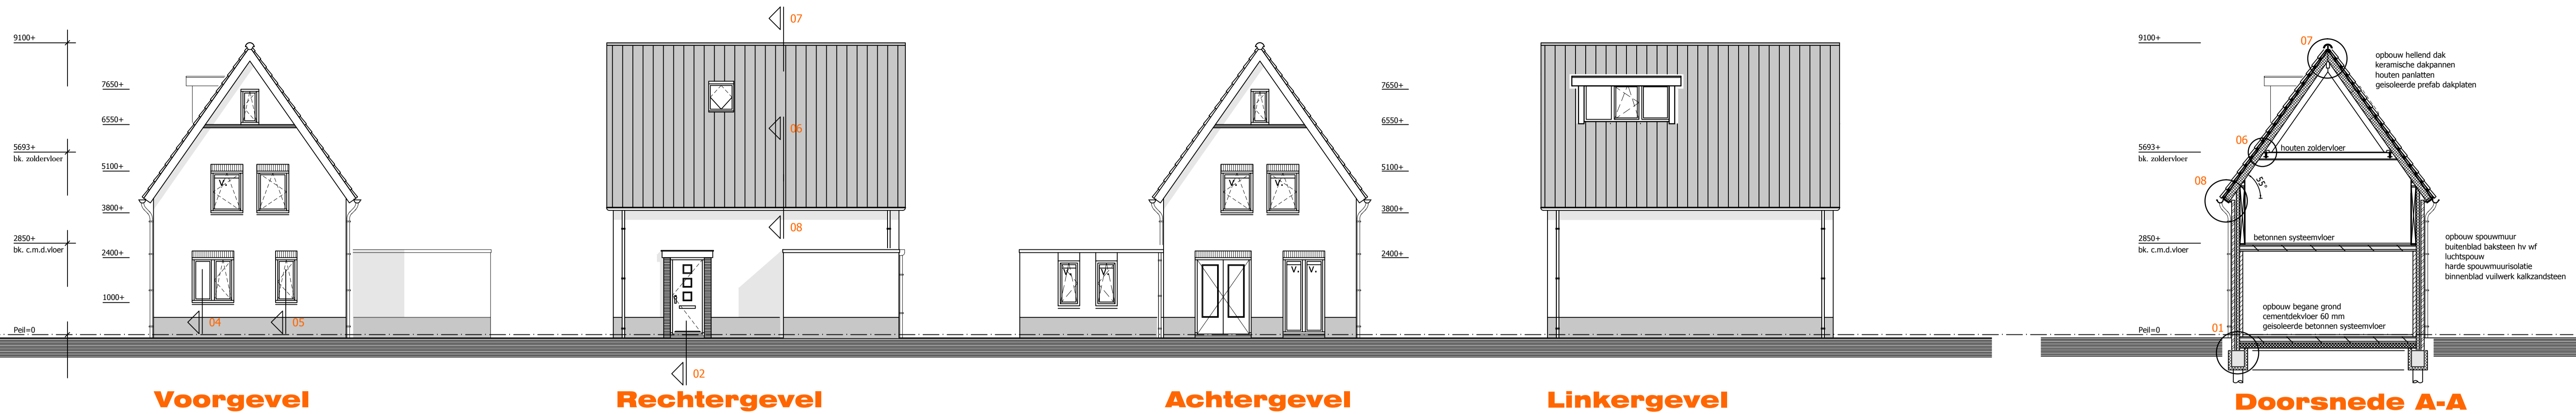 9100+
7650+
6550+
5693+
bk. zoldervloer
5100+
3800+
2850+
bk. c.m.d.vloer
2400+
1000+
Peil=0
V.
04
05
Voorgevel
07
06
08
02
Rechtergevel
7650+
6550+
5100+
3800+
2400+
V.
V.
V.
V.
V.
V.
Achtergevel
Linkergevel
9100+
5693+
bk. zoldervloer
2850+
bk. c.m.d.vloer
Peil=0
07
06
08
01
55°
houten zoldervloer
betonnen systeemvloer
opbouw begane grond
cementdekvloer 60 mm
geisoleerde betonnen systeemvloer
opbouw hellend dak
keramische dakpannen
houten panlatten
geisoleerde prefab dakplaten
opbouw spouwmuur
buitenblad baksteen hv wf
luchtspouw
harde spouwmuurisolatie
binnenblad vuilwerk kalkzandsteen
Doorsnede A-A